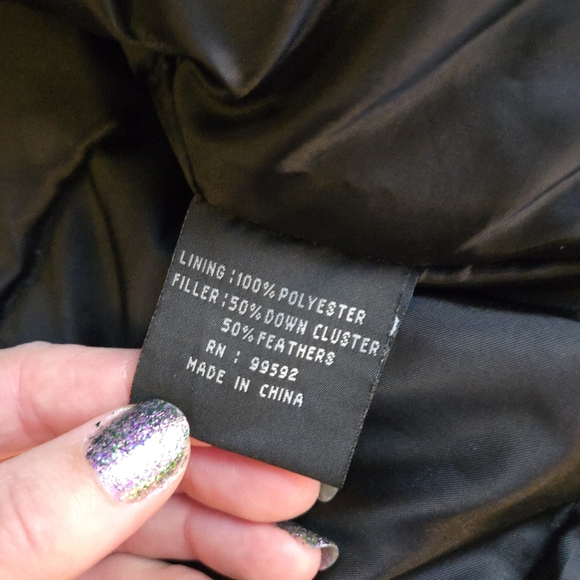 LINING : 100% POLYESTER
FILLER : 50% DOWN CLUSTER
50% FEATHERS
RN : 99592
MADE IN CHINA